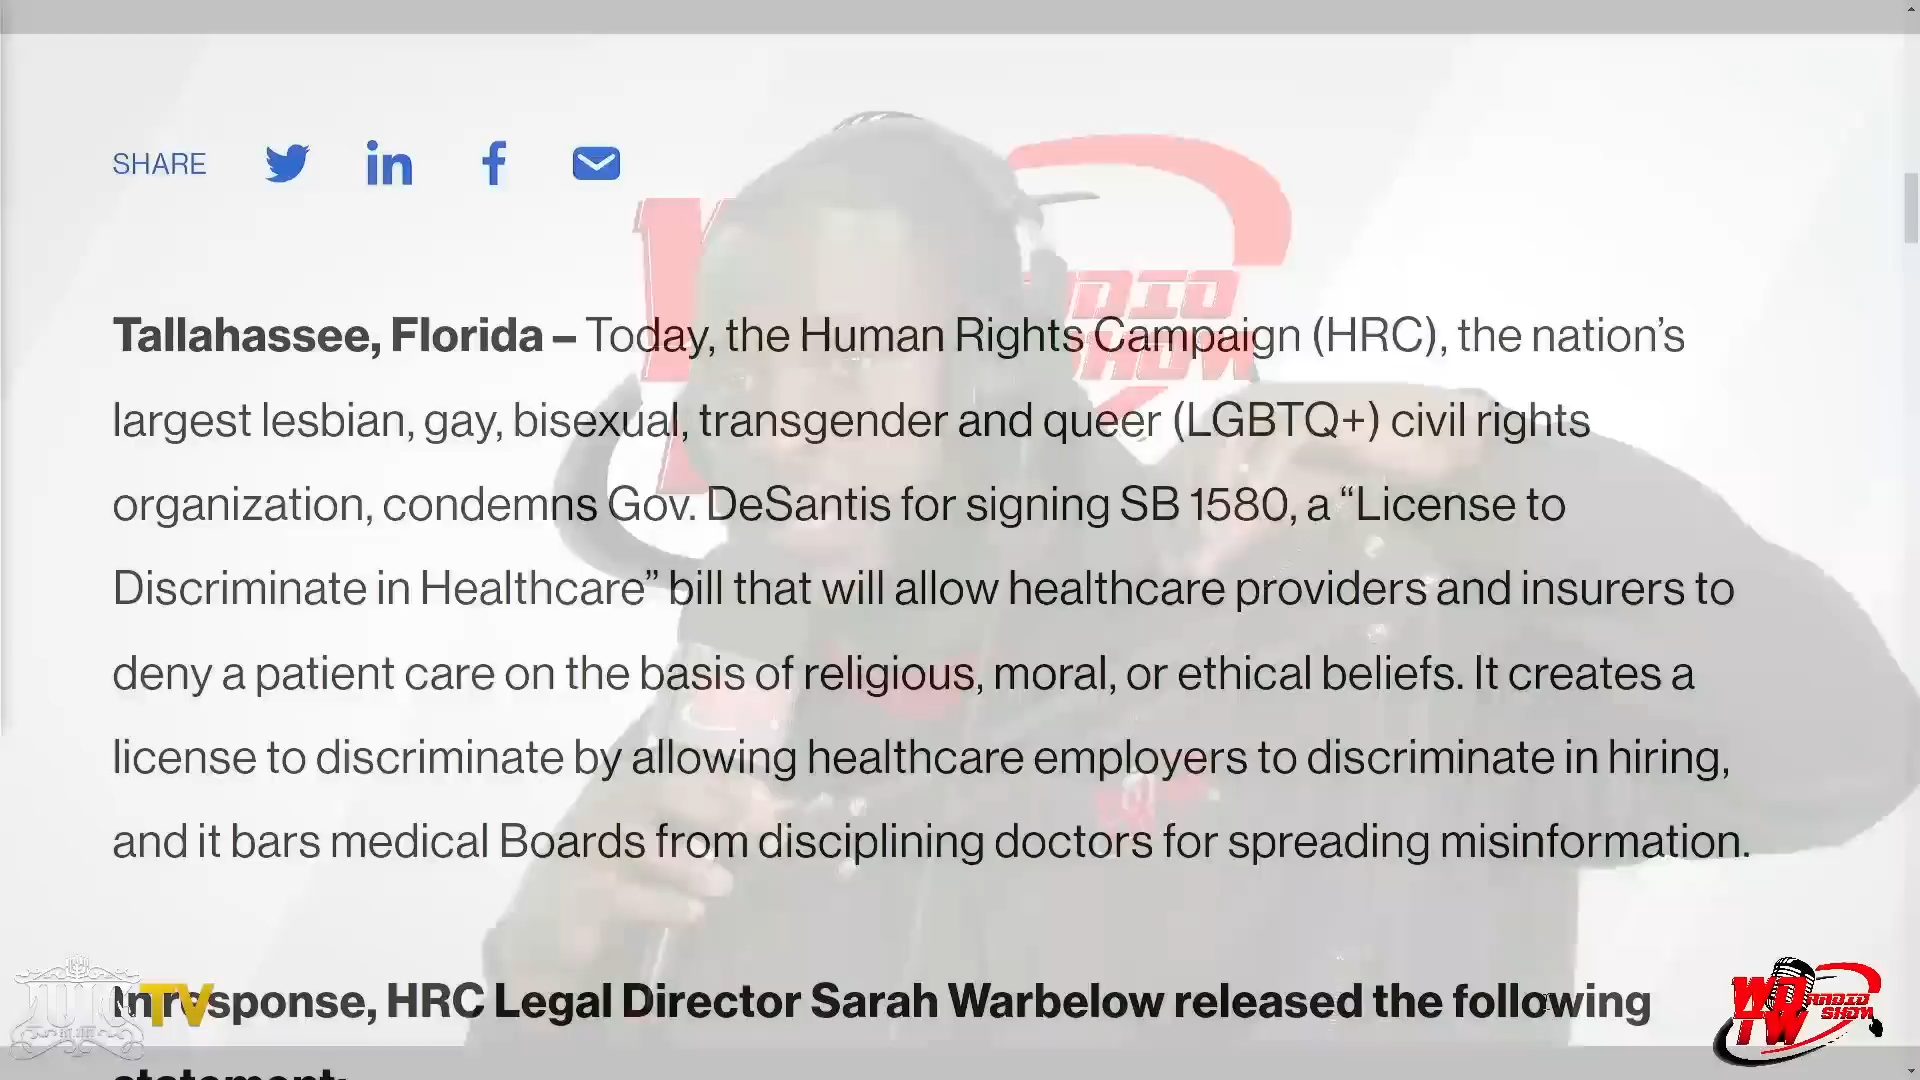 SHARE
RADIO
SHOW
Tallahassee, Florida – Today, the Human Rights Campaign (HRC), the nation’s
largest lesbian, gay, bisexual, transgender and queer (LGBTQ+) civil rights
organization, condemns Gov. DeSantis for signing SB 1580, a “License to
Discriminate in Healthcare” bill that will allow healthcare providers and insurers to
deny a patient care on the basis of religious, moral, or ethical beliefs. It creates a
license to discriminate by allowing healthcare employers to discriminate in hiring,
and it bars medical Boards from disciplining doctors for spreading misinformation.
In response, HRC Legal Director Sarah Warbelow released the following
statement:
TV
RADIO
SHOW